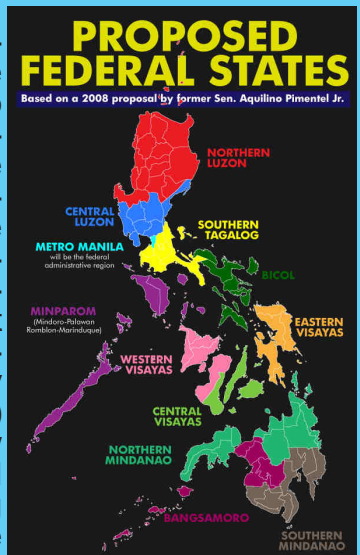 PROPOSED
FEDERAL STATES
Based on a 2008 proposal by former Sen. Aquilino Pimentel Jr.
NORTHERN
LUZON
CENTRAL
LUZON
SOUTHERN
TAGALOG
METRO MANILA
will be the federal
administrative region
BICOL
MINPAROM
(Mindoro-Palawan
Romblon-Marinduque)
EASTERN
VISAYAS
WESTERN
VISAYAS
CENTRAL
VISAYAS
NORTHERN
MINDANAO
BANGSAMORO
SOUTHERN
MINDANAO